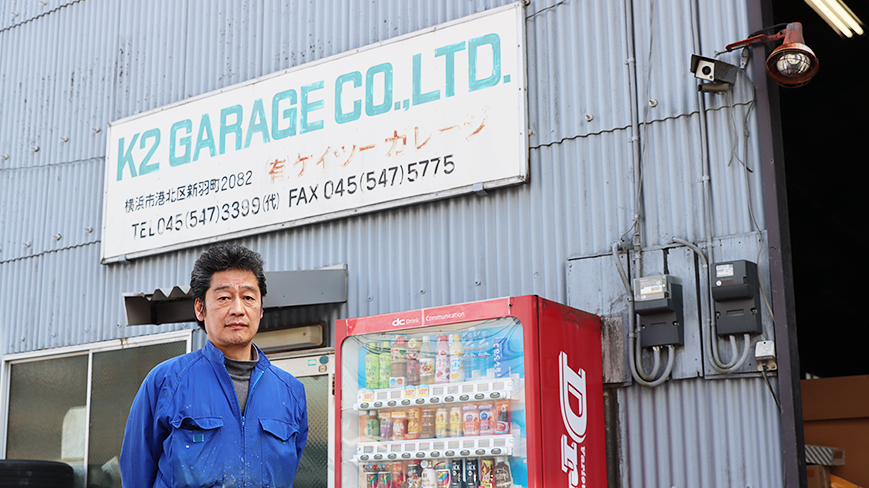 K2 GARAGE CO.,LTD.
(有)ケイツーガレージ
横浜市港北区新羽町2082
TEL 045(547)3399(代) FAX 045(547)5775
dc Drink Communication